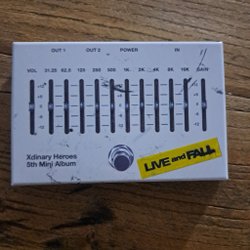 OUT 1 OUT 2 POWER IN
VOL 31.25 62.5 125 250 500 1K 2K 4K 8K 16K GAIN
Xdinary Heroes
5th Mini Album
LIVE and FALL